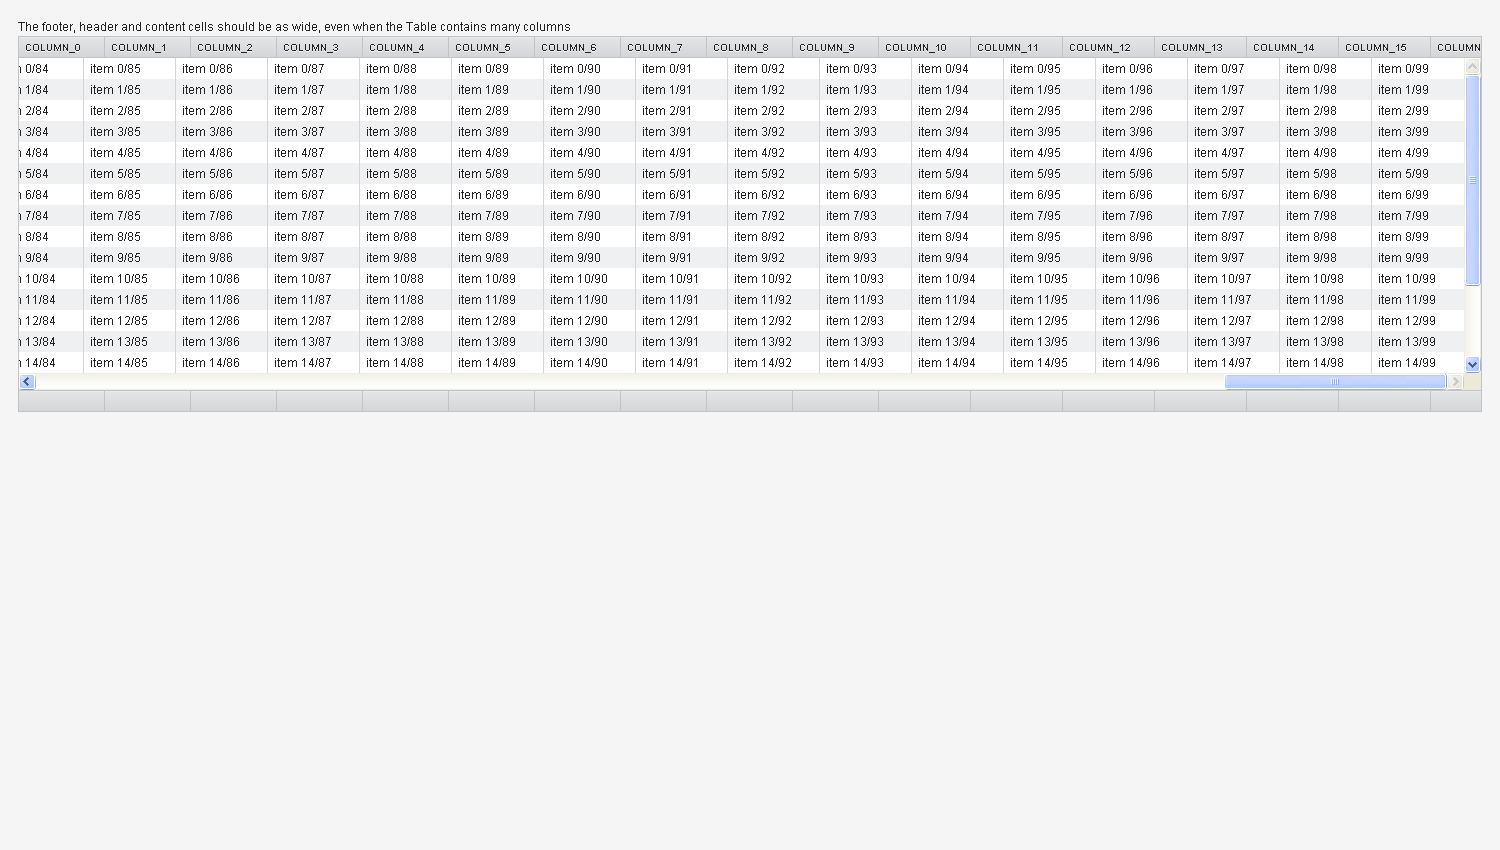 The footer, header and content cells should be as wide, even when the Table contains many columns
COLUMN_0 COLUMN_1 COLUMN_2 COLUMN_3 COLUMN_4 COLUMN_5 COLUMN_6 COLUMN_7 COLUMN_8 COLUMN_9 COLUMN_10 COLUMN_11 COLUMN_12 COLUMN_13 COLUMN_14 COLUMN_15 COLUMN
0/84 item 0/85 item 0/86 item 0/87 item 0/88 item 0/89 item 0/90 item 0/91 item 0/92 item 0/93 item 0/94 item 0/95 item 0/96 item 0/97 item 0/98 item 0/99
1/84 item 1/85 item 1/86 item 1/87 item 1/88 item 1/89 item 1/90 item 1/91 item 1/92 item 1/93 item 1/94 item 1/95 item 1/96 item 1/97 item 1/98 item 1/99
2/84 item 2/85 item 2/86 item 2/87 item 2/88 item 2/89 item 2/90 item 2/91 item 2/92 item 2/93 item 2/94 item 2/95 item 2/96 item 2/97 item 2/98 item 2/99
3/84 item 3/85 item 3/86 item 3/87 item 3/88 item 3/89 item 3/90 item 3/91 item 3/92 item 3/93 item 3/94 item 3/95 item 3/96 item 3/97 item 3/98 item 3/99
4/84 item 4/85 item 4/86 item 4/87 item 4/88 item 4/89 item 4/90 item 4/91 item 4/92 item 4/93 item 4/94 item 4/95 item 4/96 item 4/97 item 4/98 item 4/99
5/84 item 5/85 item 5/86 item 5/87 item 5/88 item 5/89 item 5/90 item 5/91 item 5/92 item 5/93 item 5/94 item 5/95 item 5/96 item 5/97 item 5/98 item 5/99
6/84 item 6/85 item 6/86 item 6/87 item 6/88 item 6/89 item 6/90 item 6/91 item 6/92 item 6/93 item 6/94 item 6/95 item 6/96 item 6/97 item 6/98 item 6/99
7/84 item 7/85 item 7/86 item 7/87 item 7/88 item 7/89 item 7/90 item 7/91 item 7/92 item 7/93 item 7/94 item 7/95 item 7/96 item 7/97 item 7/98 item 7/99
8/84 item 8/85 item 8/86 item 8/87 item 8/88 item 8/89 item 8/90 item 8/91 item 8/92 item 8/93 item 8/94 item 8/95 item 8/96 item 8/97 item 8/98 item 8/99
9/84 item 9/85 item 9/86 item 9/87 item 9/88 item 9/89 item 9/90 item 9/91 item 9/92 item 9/93 item 9/94 item 9/95 item 9/96 item 9/97 item 9/98 item 9/99
10/84 item 10/85 item 10/86 item 10/87 item 10/88 item 10/89 item 10/90 item 10/91 item 10/92 item 10/93 item 10/94 item 10/95 item 10/96 item 10/97 item 10/98 item 10/99
11/84 item 11/85 item 11/86 item 11/87 item 11/88 item 11/89 item 11/90 item 11/91 item 11/92 item 11/93 item 11/94 item 11/95 item 11/96 item 11/97 item 11/98 item 11/99
12/84 item 12/85 item 12/86 item 12/87 item 12/88 item 12/89 item 12/90 item 12/91 item 12/92 item 12/93 item 12/94 item 12/95 item 12/96 item 12/97 item 12/98 item 12/99
13/84 item 13/85 item 13/86 item 13/87 item 13/88 item 13/89 item 13/90 item 13/91 item 13/92 item 13/93 item 13/94 item 13/95 item 13/96 item 13/97 item 13/98 item 13/99
14/84 item 14/85 item 14/86 item 14/87 item 14/88 item 14/89 item 14/90 item 14/91 item 14/92 item 14/93 item 14/94 item 14/95 item 14/96 item 14/97 item 14/98 item 14/99